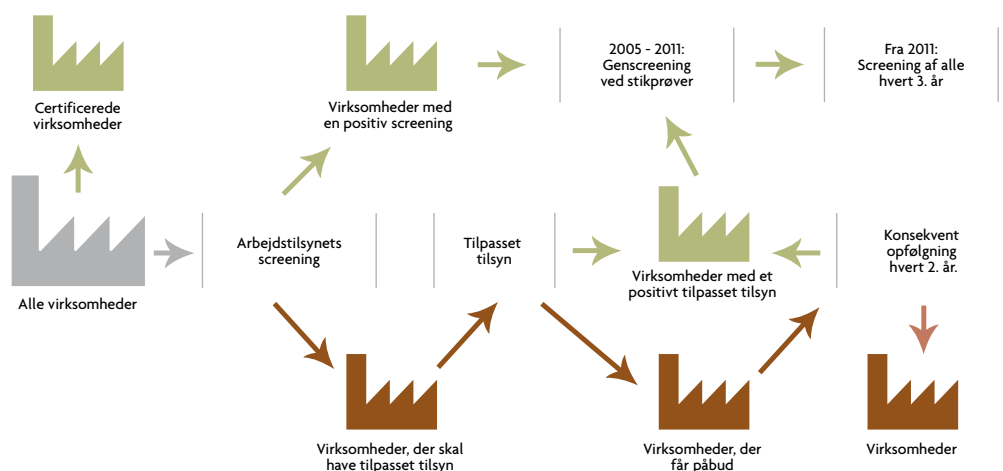 Certificerede
virksomheder
Virksomheder med
en positiv screening
2005 - 2011:
Genscreening
ved stikprøver
Fra 2011:
Screening af alle
hvert 3. år
Alle virksomheder
Arbejdstilsynets
screening
Tilpasset
tilsyn
Virksomheder med et
positivt tilpasset tilsyn
Konsekvent
opfølgning
hvert 2. år.
Virksomheder, der skal
have tilpasset tilsyn
Virksomheder, der
får påbud
Virksomheder